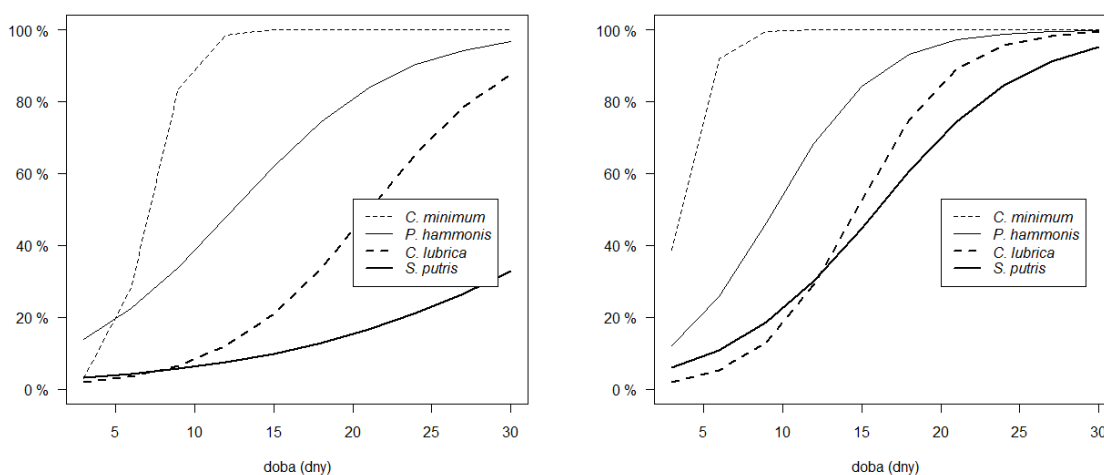 100 %
80 %
60 %
40 %
20 %
0 %
C. minimum
P. hammonis
C. lubrica
S. putris
5
10
15
20
25
30
doba (dny)
100 %
80 %
60 %
40 %
20 %
0 %
C. minimum
P. hammonis
C. lubrica
S. putris
5
10
15
20
25
30
doba (dny)